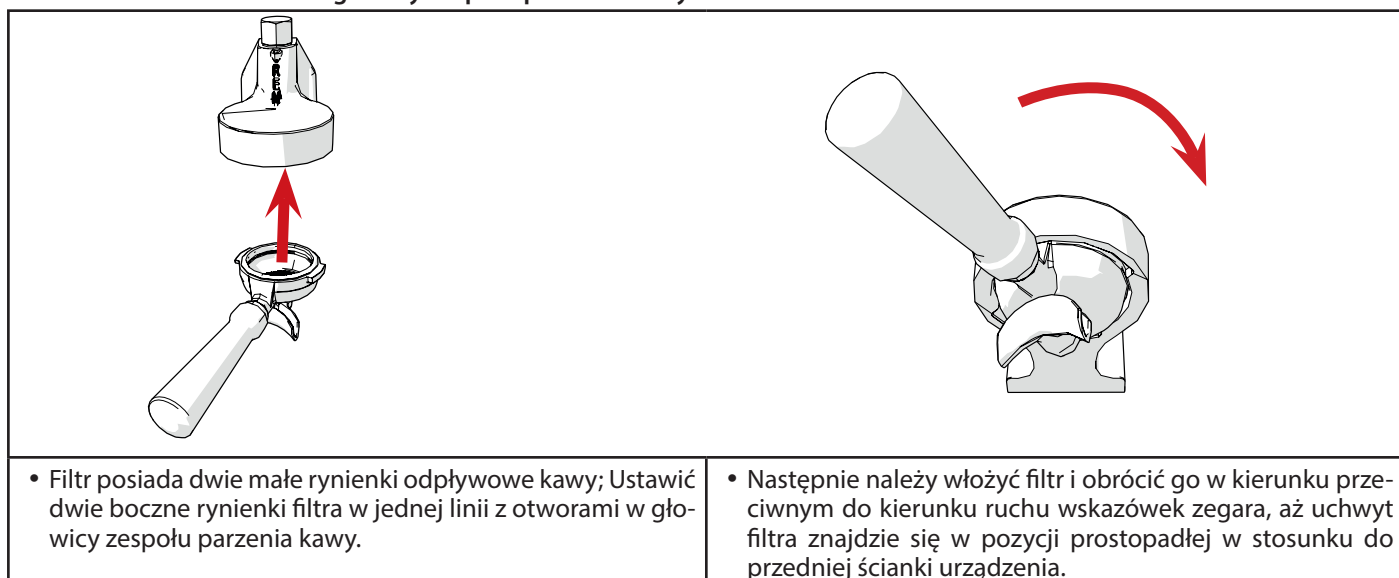 CREM
• Filtr posiada dwie małe rynienki odpływowe kawy; Ustawić
dwie boczne rynienki filtra w jednej linii z otworami w gło-
wicy zespołu parzenia kawy.
• Następnie należy włożyć filtr i obrócić go w kierunku prze-
ciwnym do kierunku ruchu wskazówek zegara, aż uchwyt
filtra znajdzie się w pozycji prostopadłej w stosunku do
przedniej ścianki urządzenia.